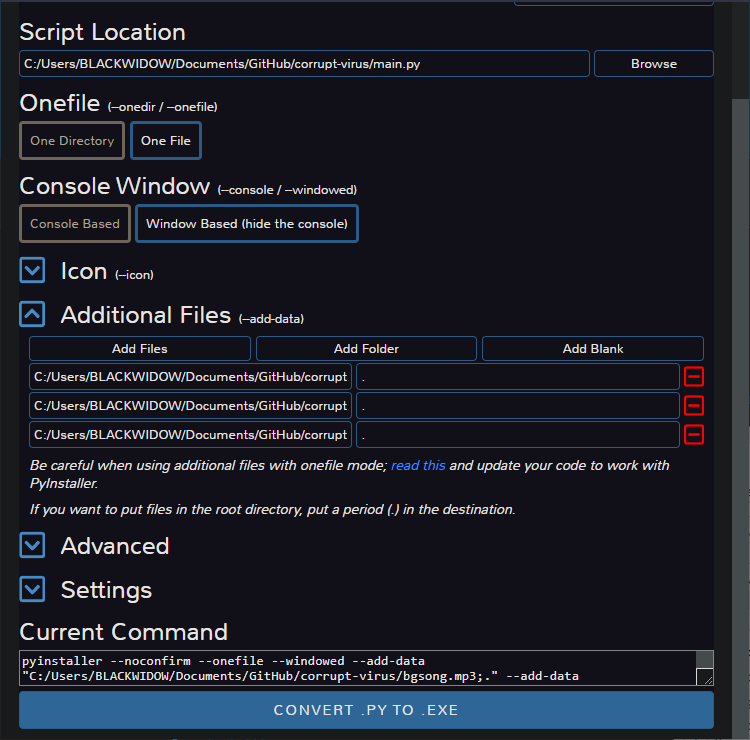 Script Location
C:/Users/BLACKWIDOW/Documents/GitHub/corrupt-virus/main.py Browse
Onefile (--onedir / --onefile)
One Directory One File
Console Window (--console / --windowed)
Console Based Window Based (hide the console)
Icon (--icon)
Additional Files (--add-data)
Add Files Add Folder Add Blank
C:/Users/BLACKWIDOW/Documents/GitHub/corrupt .
C:/Users/BLACKWIDOW/Documents/GitHub/corrupt .
C:/Users/BLACKWIDOW/Documents/GitHub/corrupt .
Be careful when using additional files with onefile mode; read this and update your code to work with
PyInstaller.
If you want to put files in the root directory, put a period (.) in the destination.
Advanced
Settings
Current Command
pyinstaller --noconfirm --onefile --windowed --add-data
"C:/Users/BLACKWIDOW/Documents/GitHub/corrupt-virus/bgsong.mp3;." --add-data
CONVERT .PY TO .EXE